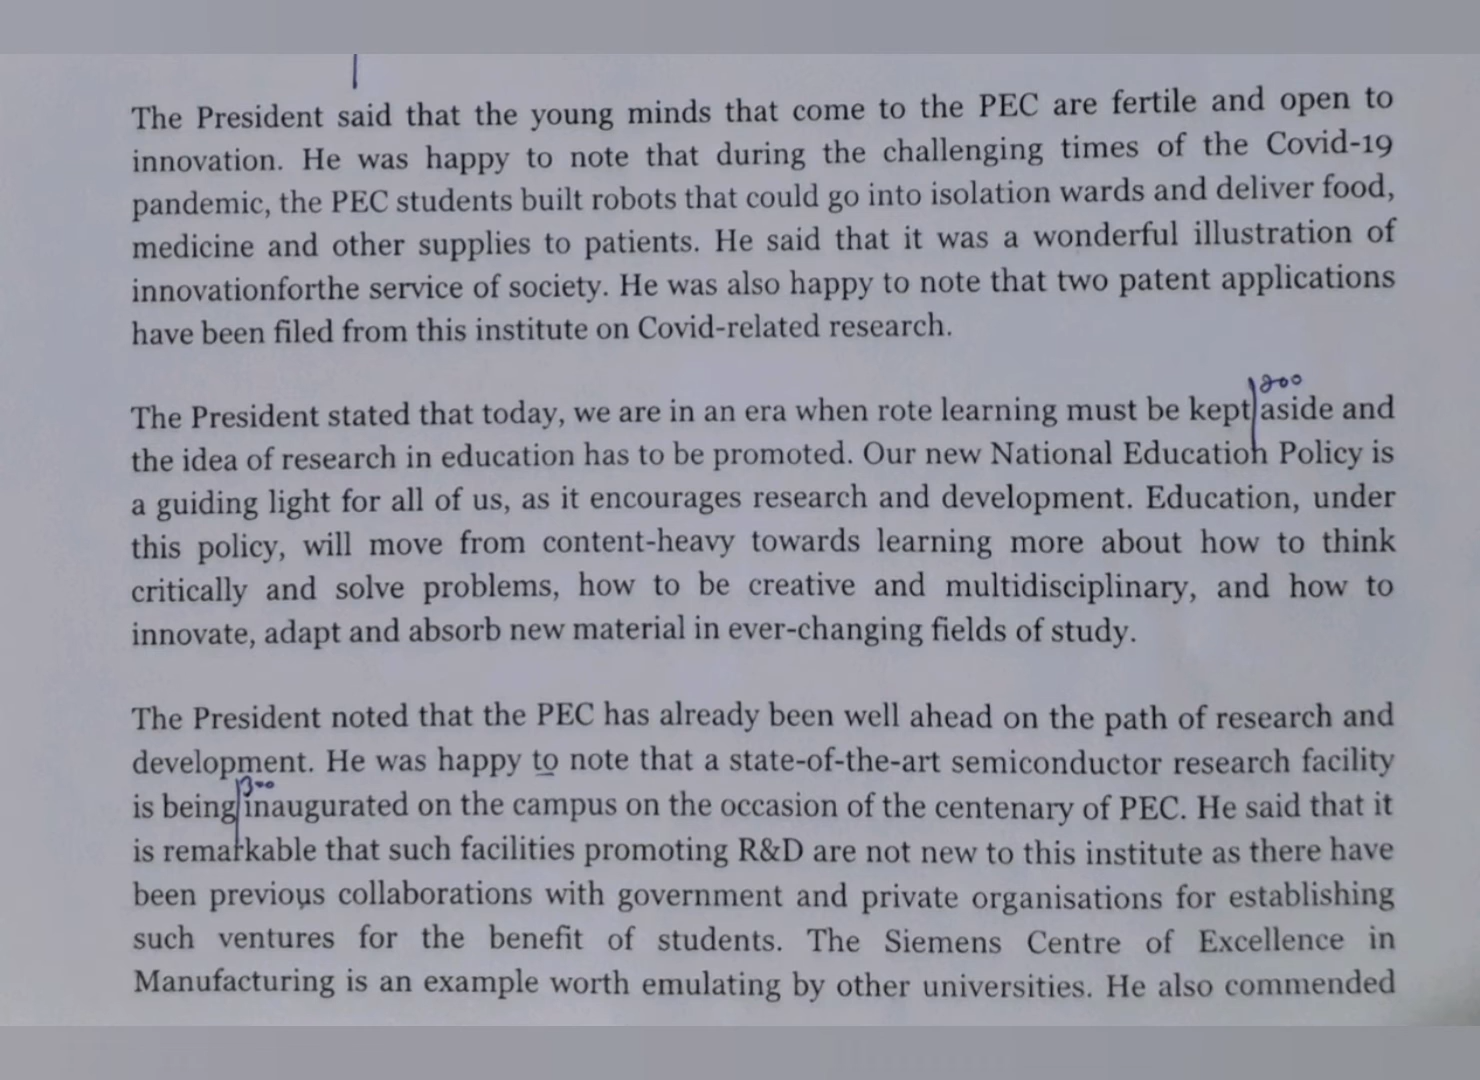 The President said that the young minds that come to the PEC are fertile and open to
innovation. He was happy to note that during the challenging times of the Covid-19
pandemic, the PEC students built robots that could go into isolation wards and deliver food,
medicine and other supplies to patients. He said that it was a wonderful illustration of
innovationforthe service of society. He was also happy to note that two patent applications
have been filed from this institute on Covid-related research.
1200
The President stated that today, we are in an era when rote learning must be kept aside and
the idea of research in education has to be promoted. Our new National Education Policy is
a guiding light for all of us, as it encourages research and development. Education, under
this policy, will move from content-heavy towards learning more about how to think
critically and solve problems, how to be creative and multidisciplinary, and how to
innovate, adapt and absorb new material in ever-changing fields of study.
The President noted that the PEC has already been well ahead on the path of research and
development. He was happy to note that a state-of-the-art semiconductor research facility
1300
is being inaugurated on the campus on the occasion of the centenary of PEC. He said that it
is remarkable that such facilities promoting R&D are not new to this institute as there have
been previous collaborations with government and private organisations for establishing
such ventures for the benefit of students. The Siemens Centre of Excellence in
Manufacturing is an example worth emulating by other universities. He also commended